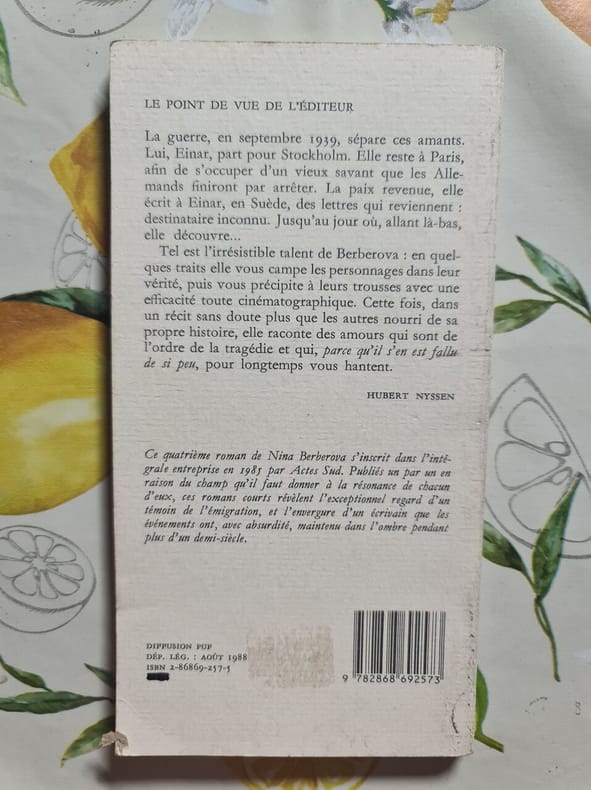 LE POINT DE VUE DE L'ÉDITEUR
La guerre, en septembre 1939, sépare ces amants.
Lui, Einar, part pour Stockholm. Elle reste à Paris,
afin de s'occuper d'un vieux savant que les Alle-
mands finiront par arrêter. La paix revenue, elle
écrit à Einar, en Suède, des lettres qui reviennent :
destinataire inconnu. Jusqu'au jour où, allant là-bas,
elle découvre...
Tel est l'irrésistible talent de Berberova : en quel-
ques traits elle vous campe les personnages dans leur
vérité, puis vous précipite à leurs trousses avec une
efficacité toute cinématographique. Cette fois, dans
un récit sans doute plus que les autres nourri de sa
propre histoire, elle raconte des amours qui sont de
l'ordre de la tragédie et qui, parce qu'il s'en est fallu
de si peu, pour longtemps vous hantent.
HUBERT NYSSEN
Ce quatrième roman de Nina Berberova s'inscrit dans l'inté-
grale entreprise en 1985 par Actes Sud. Publiés un par un en
raison du champ qu'il faut donner à la résonance de chacun
d'eux, ces romans courts révèlent l'exceptionnel regard d'un
témoin de l'émigration, et l'envergure d'un écrivain que les
événements ont, avec absurdité, maintenu dans l'ombre pendant
plus d'un demi-siècle.
DIFFUSION PUF
DÉP. LÉG. : AOÛT 1988
ISBN 2-86869-257-5
9 782868 692573